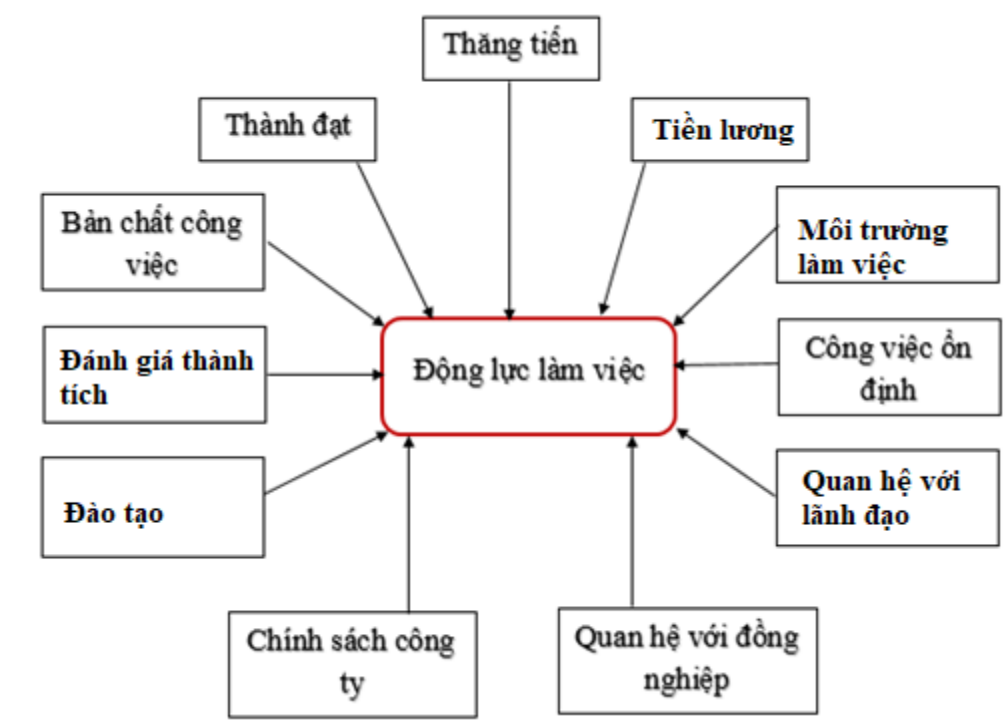 Thăng tiến
Thành đạt
Tiền lương
Bản chất công
việc
Môi trường
làm việc
Đánh giá thành
tích
Động lực làm việc
Công việc ổn
định
Đào tạo
Quan hệ với
lãnh đạo
Chính sách công
ty
Quan hệ với đồng
nghiệp